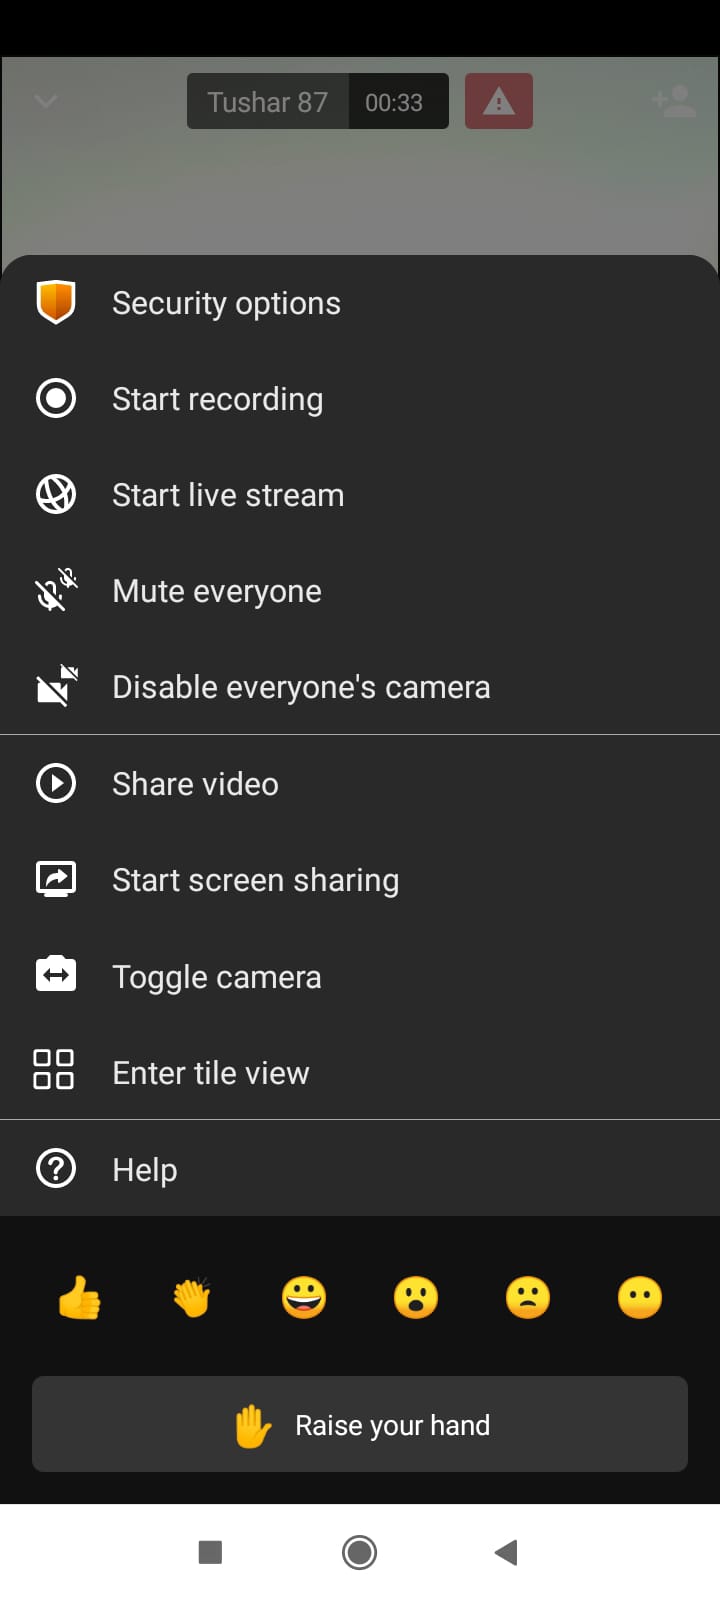 Tushar 87 00:33
Security options
Start recording
Start live stream
Mute everyone
Disable everyone's camera
Share video
Start screen sharing
Toggle camera
Enter tile view
Help
Raise your hand